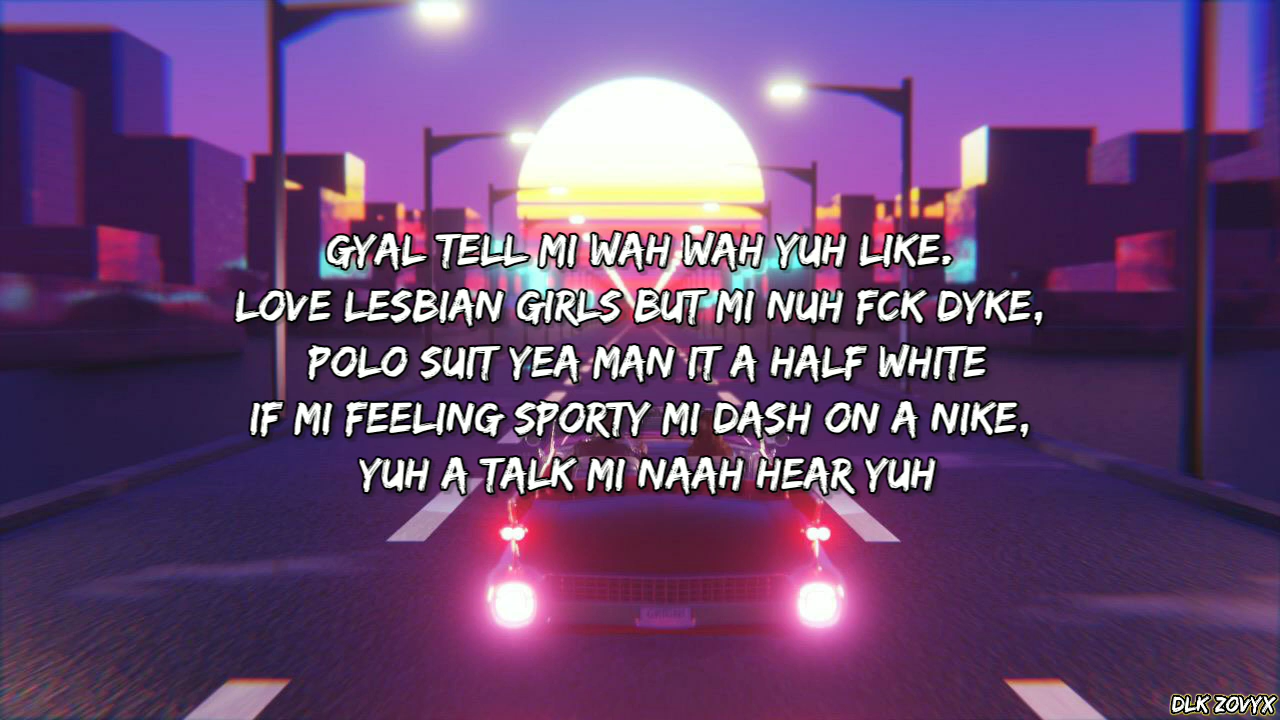 GYAL TELL MI WAH WAH YUH LIKE.
LOVE LESBIAN GIRLS BUT MI NUH FCK DYKE,
POLO SUIT YEA MAN IT A HALF WHITE
IF MI FEELING SPORTY MI DASH ON A NIKE,
YUH A TALK MI NAAH HEAR YUH
DLK ZOVYX